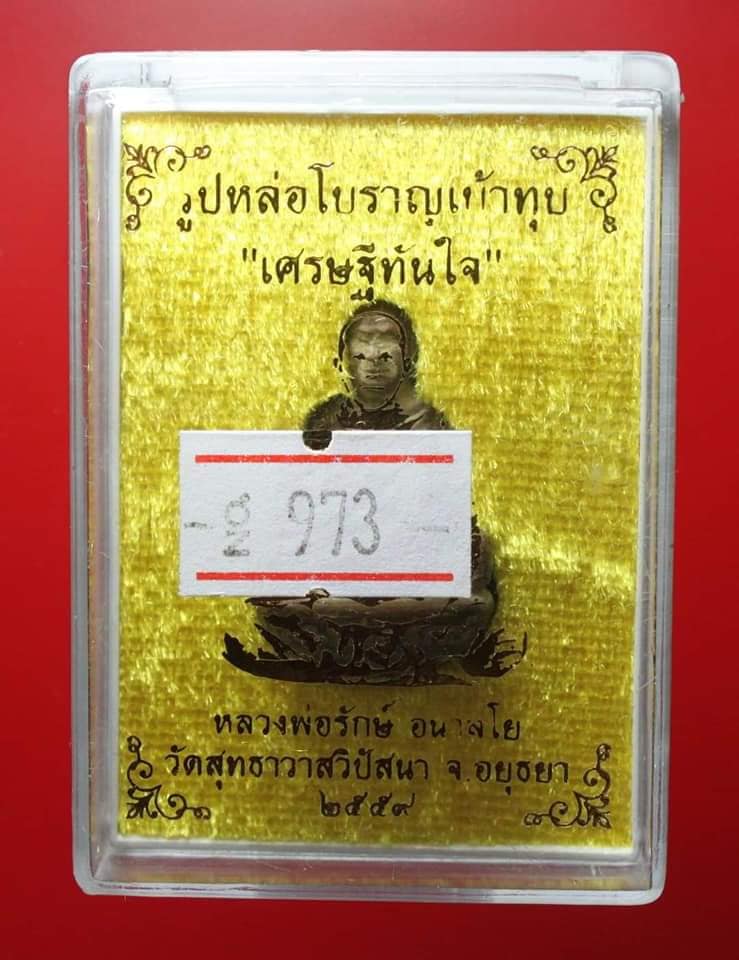 รูปหล่อโบราญเบ้าทุบ
"เศรษฐีทันใจ"
NO. 973
หลวงพ่อรักษ์ อนาลโย
วัดสุทธาวาสวิปัสนา จ.อยุธยา
๒๕๕๙